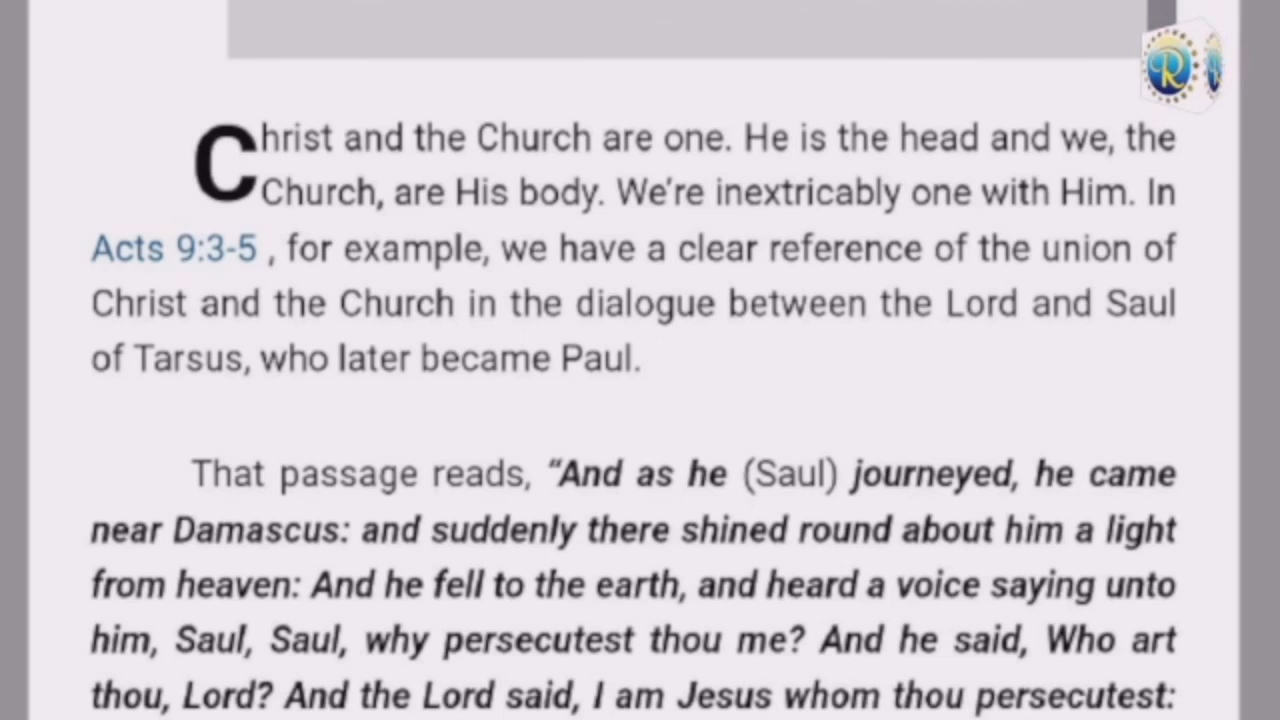 Christ and the Church are one. He is the head and we, the
Church, are His body. We're inextricably one with Him. In
Acts 9:3-5 , for example, we have a clear reference of the union of
Christ and the Church in the dialogue between the Lord and Saul
of Tarsus, who later became Paul.
That passage reads, “And as he (Saul) journeyed, he came
near Damascus: and suddenly there shined round about him a light
from heaven: And he fell to the earth, and heard a voice saying unto
him, Saul, Saul, why persecutest thou me? And he said, Who art
thou, Lord? And the Lord said, I am Jesus whom thou persecutest:
R